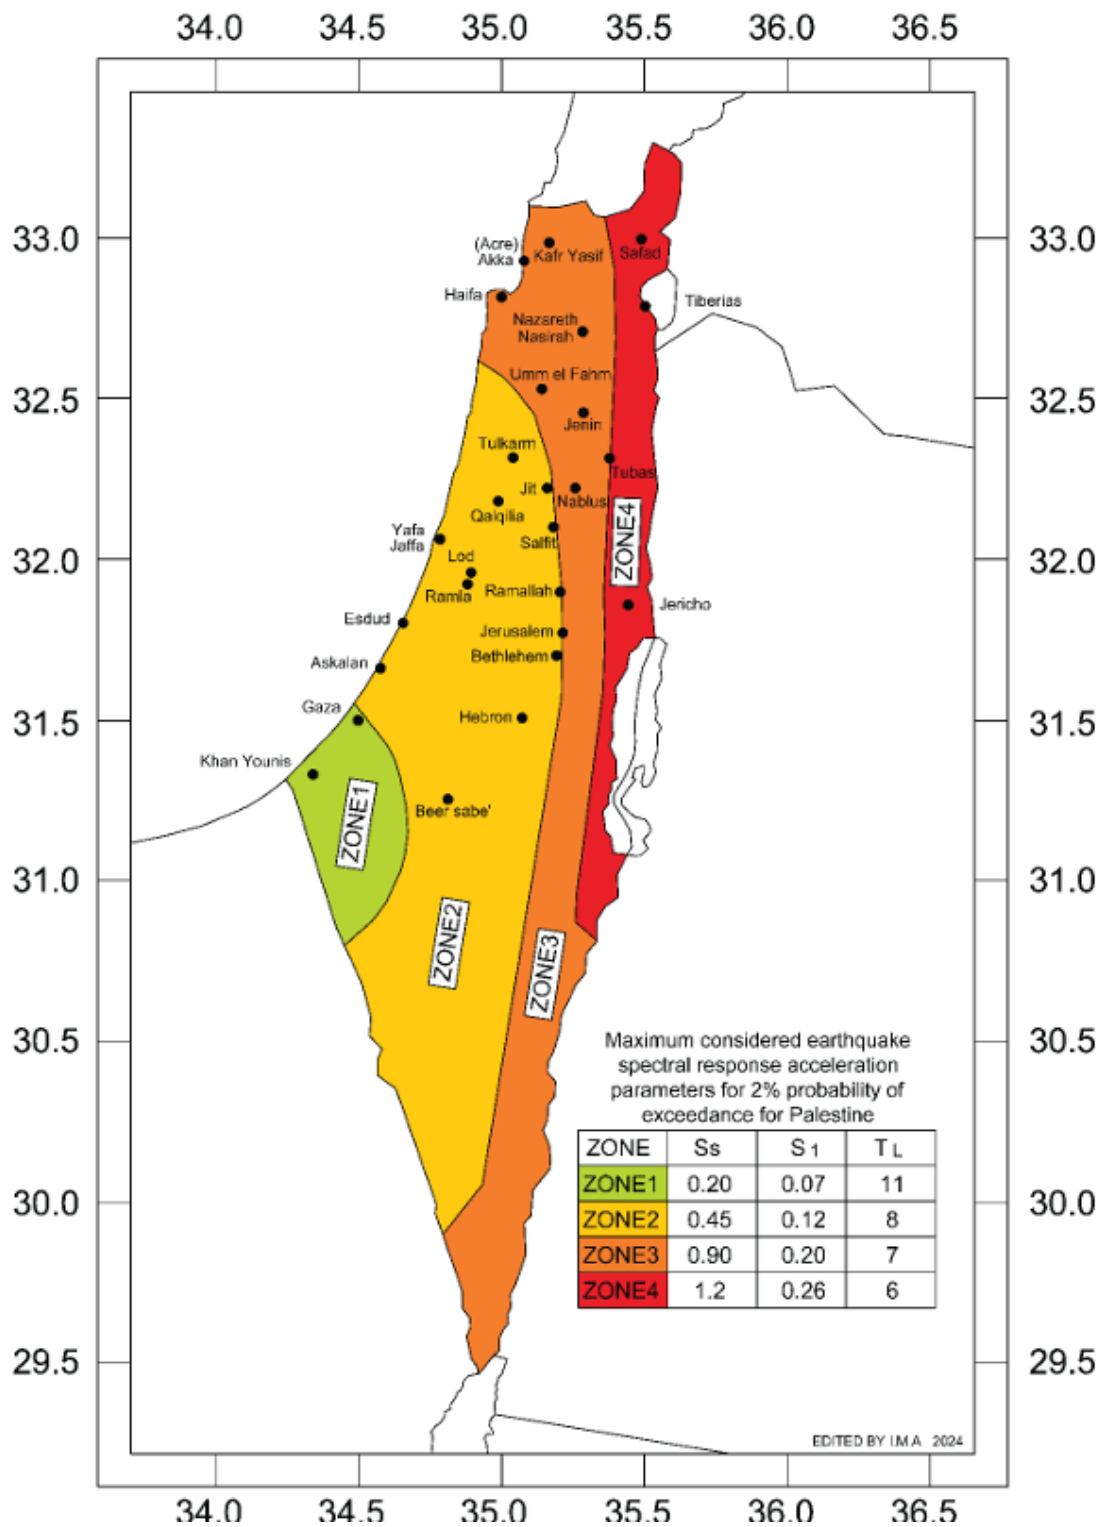 34.0 34.5 35.0 35.5 36.0 36.5
33.0
33.0
(Acre)
Akka
Kafr Yasif
Safad
Haifa
Tiberias
Nazareth
Nasirah
Umm el Fahm
32.5
32.5
Jenin
Tulkarm
Tubas
Jit
Nablus
Qalqilia
Yafa
Jaffa
Salfit
Lod
ZONE4
32.0
32.0
Ramla
Ramallah
Jericho
Esdud
Jerusalem
Bethlehem
Askalan
Gaza
Hebron
31.5
31.5
Khan Younis
ZONE1
Beer sabe'
31.0
31.0
ZONE2
ZONE3
30.5
30.5
Maximum considered earthquake
spectral response acceleration
parameters for 2% probability of
exceedance for Palestine
ZONE Ss S1 TL
ZONE1 0.20 0.07 11
ZONE2 0.45 0.12 8
ZONE3 0.90 0.20 7
ZONE4 1.2 0.26 6
30.0
30.0
29.5
29.5
EDITED BY I.M.A 2024
34.0 34.5 35.0 35.5 36.0 36.5